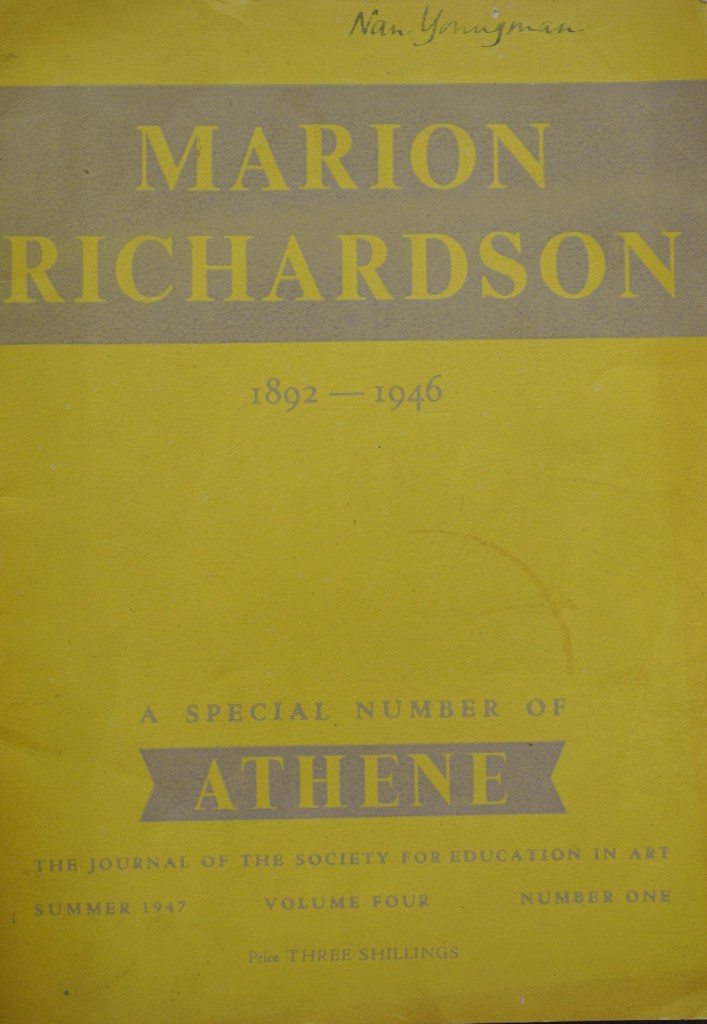 Nan Youngman
MARION
RICHARDSON
1892 — 1946
A SPECIAL NUMBER OF
ATHENE
THE JOURNAL OF THE SOCIETY FOR EDUCATION IN ART
SUMMER 1947 VOLUME FOUR NUMBER ONE
Price THREE SHILLINGS